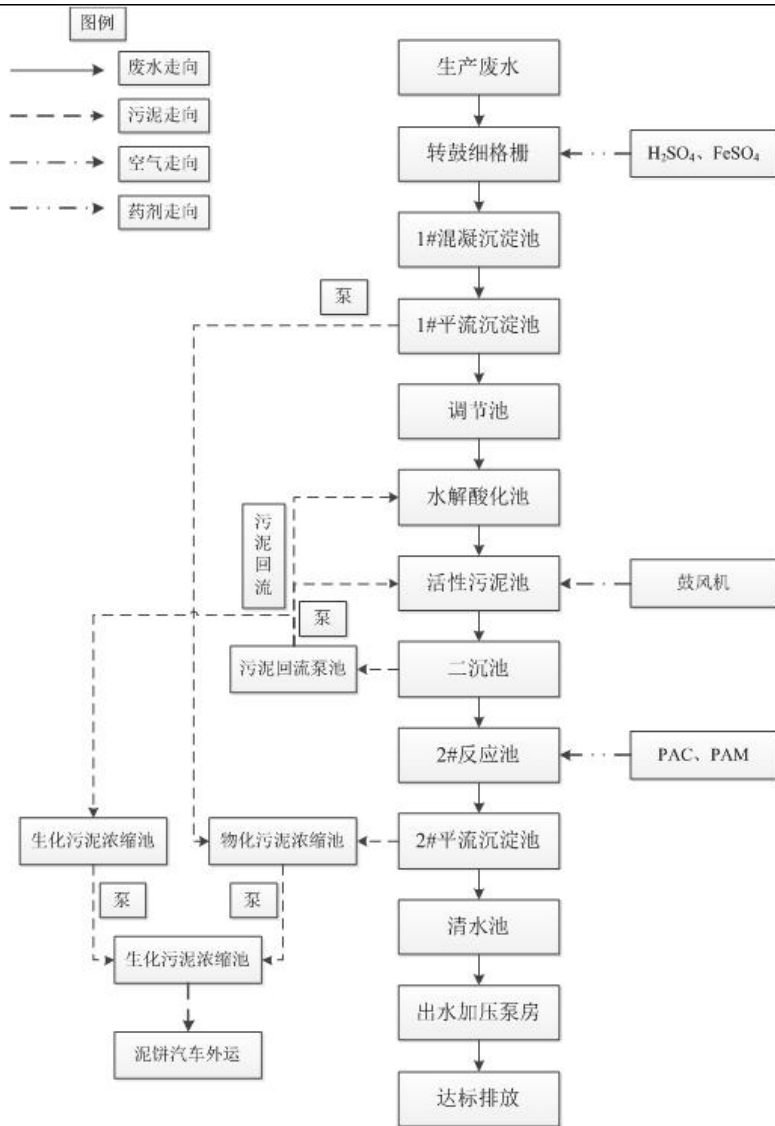 图例
废水走向
污泥走向
空气走向
药剂走向
生产废水
转鼓细格栅
H₂SO₄、FeSO₄
1#混凝沉淀池
泵
1#平流沉淀池
调节池
水解酸化池
污
泥
回
流
活性污泥池
鼓风机
泵
污泥回流泵池
二沉池
2#反应池
PAC、PAM
生化污泥浓缩池
物化污泥浓缩池
2#平流沉淀池
泵
泵
清水池
生化污泥浓缩池
出水加压泵房
泥饼汽车外运
达标排放